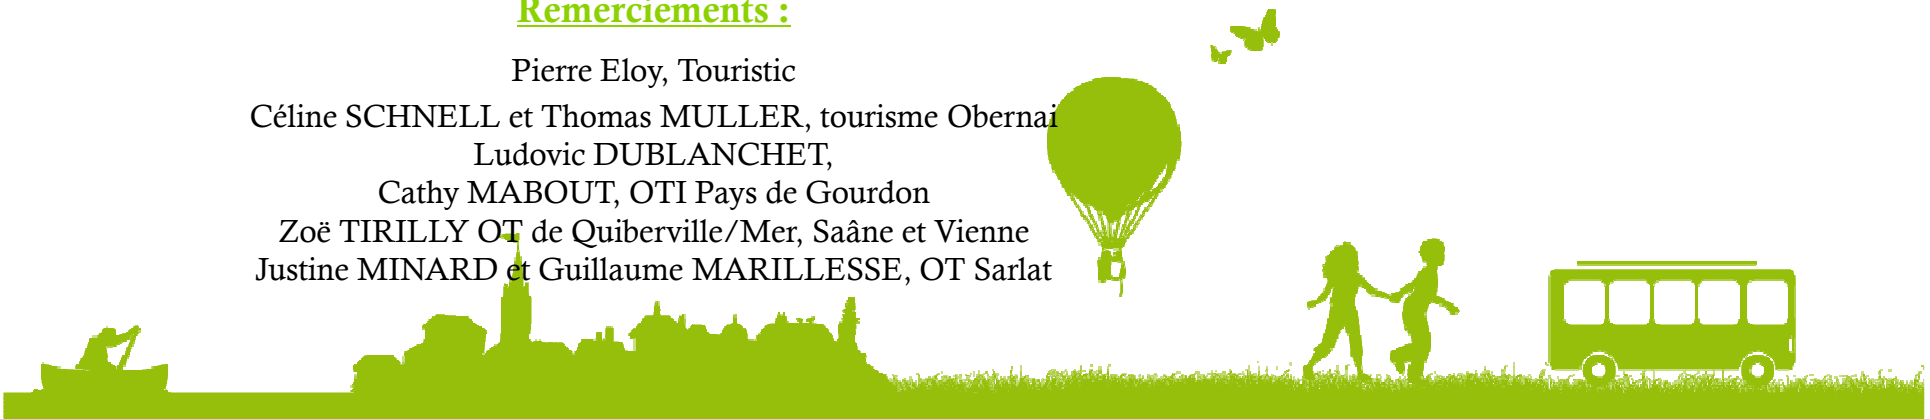 Remerciements :
Pierre Eloy, Touristic
Céline SCHNELL et Thomas MULLER, tourisme Obernai
Ludovic DUBLANCHET,
Cathy MABOUT, OTI Pays de Gourdon
Zoë TIRILLY OT de Quiberville/Mer, Saâne et Vienne
Justine MINARD et Guillaume MARILLESSE, OT Sarlat